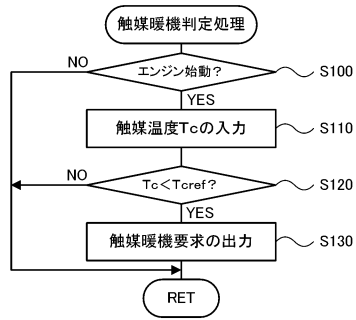 触媒暖機判定処理
NO
エンジン始動？
S100
YES
触媒温度Tcの入力
S110
NO
Tc＜Tcref？
S120
YES
触媒暖機要求の出力
S130
RET